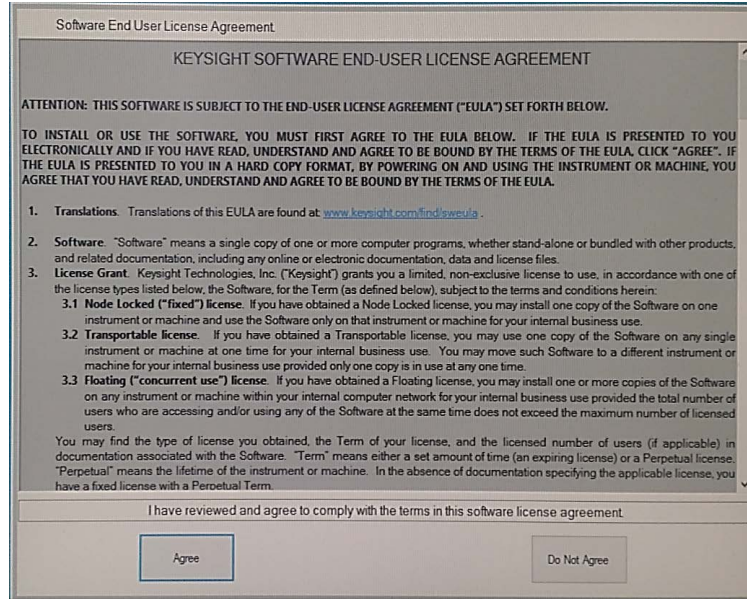 Software End User License Agreement
KEYSIGHT SOFTWARE END-USER LICENSE AGREEMENT
ATTENTION: THIS SOFTWARE IS SUBJECT TO THE END-USER LICENSE AGREEMENT ("EULA") SET FORTH BELOW.
TO INSTALL OR USE THE SOFTWARE, YOU MUST FIRST AGREE TO THE EULA BELOW. IF THE EULA IS PRESENTED TO YOU
ELECTRONICALLY AND IF YOU HAVE READ, UNDERSTAND AND AGREE TO BE BOUND BY THE TERMS OF THE EULA, CLICK "AGREE". IF
THE EULA IS PRESENTED TO YOU IN A HARD COPY FORMAT, BY POWERING ON AND USING THE INSTRUMENT OR MACHINE, YOU
AGREE THAT YOU HAVE READ, UNDERSTAND AND AGREE TO BE BOUND BY THE TERMS OF THE EULA.
1. Translations. Translations of this EULA are found at: www.keysight.com/find/sweula .
2. Software. "Software" means a single copy of one or more computer programs, whether stand-alone or bundled with other products,
and related documentation, including any online or electronic documentation, data and license files.
3. License Grant. Keysight Technologies, Inc. ("Keysight") grants you a limited, non-exclusive license to use, in accordance with one of
the license types listed below, the Software, for the Term (as defined below), subject to the terms and conditions herein:
3.1 Node Locked ("fixed") license. If you have obtained a Node Locked license, you may install one copy of the Software on one
instrument or machine and use the Software only on that instrument or machine for your internal business use.
3.2 Transportable license. If you have obtained a Transportable license, you may use one copy of the Software on any single
instrument or machine at one time for your internal business use. You may move such Software to a different instrument or
machine for your internal business use provided only one copy is in use at any one time.
3.3 Floating ("concurrent use") license. If you have obtained a Floating license, you may install one or more copies of the Software
on any instrument or machine within your internal computer network for your internal business use provided the total number of
users who are accessing and/or using any of the Software at the same time does not exceed the maximum number of licensed
users.
You may find the type of license you obtained, the Term of your license, and the licensed number of users (if applicable) in
documentation associated with the Software. "Term" means either a set amount of time (an expiring license) or a Perpetual license.
"Perpetual" means the lifetime of the instrument or machine. In the absence of documentation specifying the applicable license, you
have a fixed license with a Perpetual Term.
I have reviewed and agree to comply with the terms in this software license agreement.
Agree
Do Not Agree